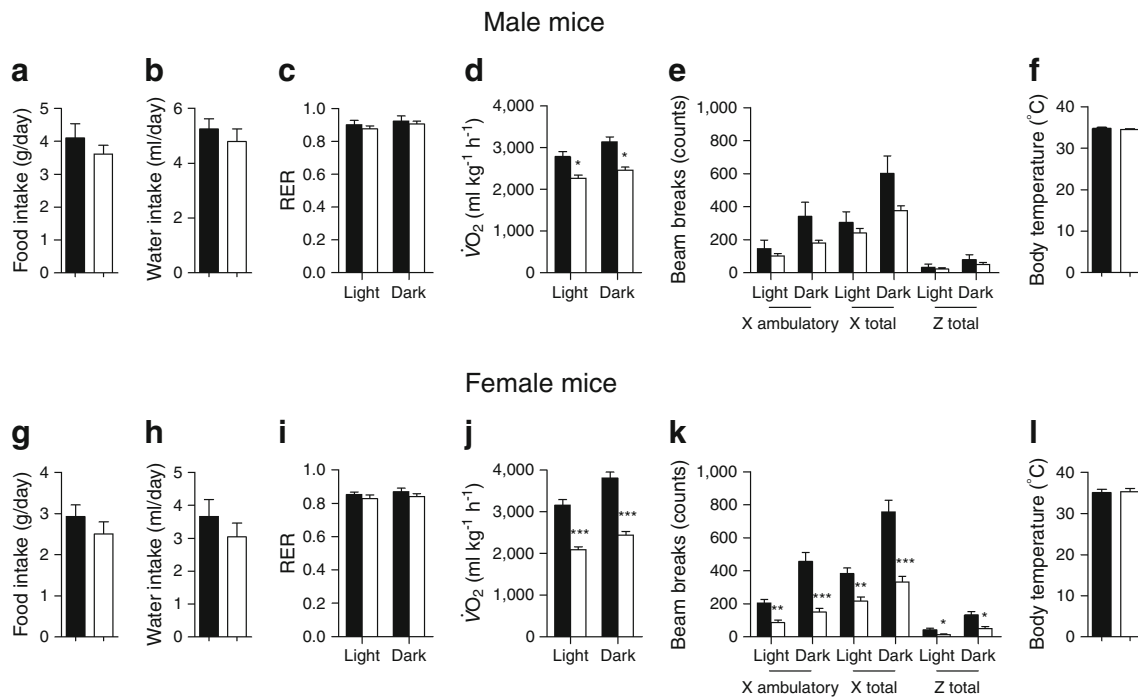 Male mice
a
b
c
d
e
f
Food intake (g/day)
5
4
3
2
1
0
Water intake (ml/day)
6
4
2
0
RER
1.0
0.8
0.6
0.4
0.2
0.0
Light Dark
V̇O2 (ml kg-1 h-1)
4,000
3,000
2,000
1,000
0
*
*
Light Dark
Beam breaks (counts)
1,000
800
600
400
200
0
Light Dark Light Dark Light Dark
X ambulatory X total Z total
Body temperature (°C)
40
30
20
10
0
Female mice
g
h
i
j
k
l
Food intake (g/day)
4
3
2
1
0
Water intake (ml/day)
5
4
3
2
1
0
RER
1.0
0.8
0.6
0.4
0.2
0.0
Light Dark
V̇O2 (ml kg-1 h-1)
4,000
3,000
2,000
1,000
0
***
***
Light Dark
Beam breaks (counts)
1,000
800
600
400
200
0
**
***
**
***
*
*
Light Dark Light Dark Light Dark
X ambulatory X total Z total
Body temperature (°C)
40
30
20
10
0